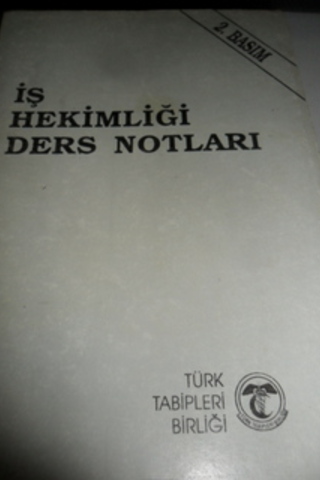 2. BASIM
İŞ
HEKİMLİĞİ
DERS NOTLARI
TÜRK
TABİPLERİ
BİRLİĞİ